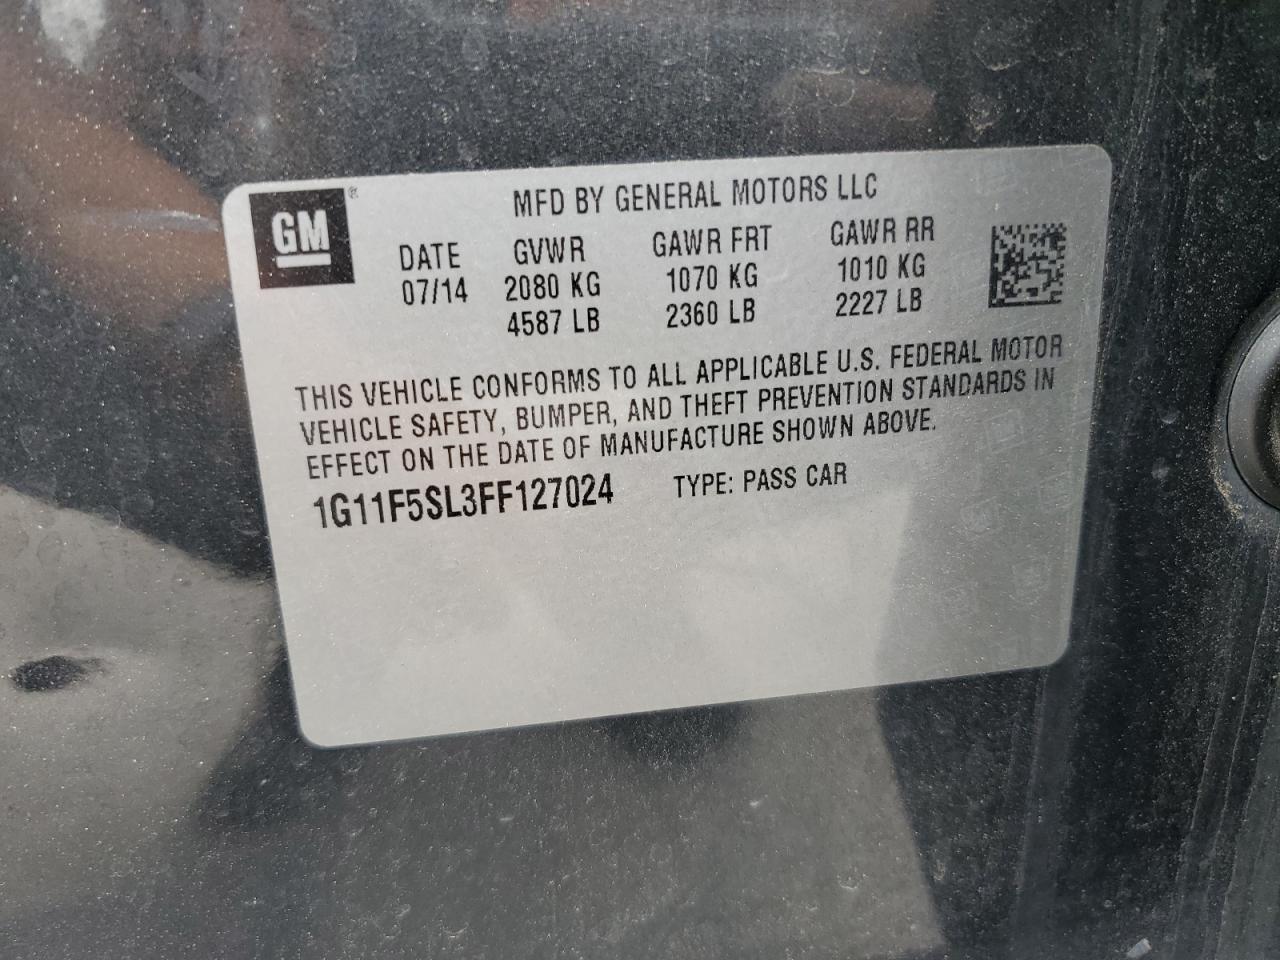 GM ®
MFD BY GENERAL MOTORS LLC
DATE GVWR GAWR FRT GAWR RR
07/14 2080 KG 1070 KG 1010 KG
4587 LB 2360 LB 2227 LB
THIS VEHICLE CONFORMS TO ALL APPLICABLE U.S. FEDERAL MOTOR
VEHICLE SAFETY, BUMPER, AND THEFT PREVENTION STANDARDS IN
EFFECT ON THE DATE OF MANUFACTURE SHOWN ABOVE.
1G11F5SL3FF127024 TYPE: PASS CAR